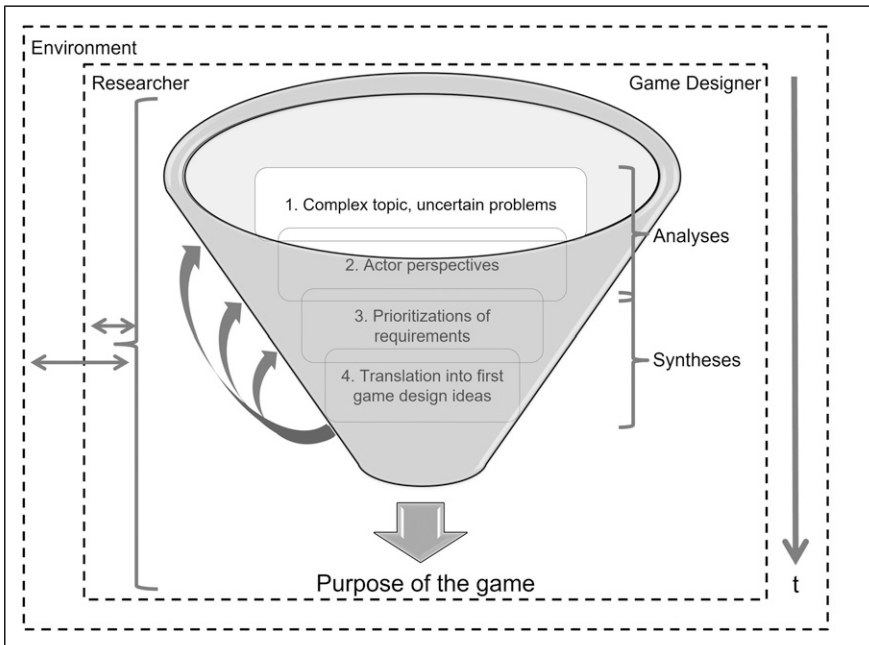 Environment
Researcher
Game Designer
1. Complex topic, uncertain problems
Analyses
2. Actor perspectives
3. Prioritizations of
requirements
Syntheses
4. Translation into first
game design ideas
Purpose of the game
t